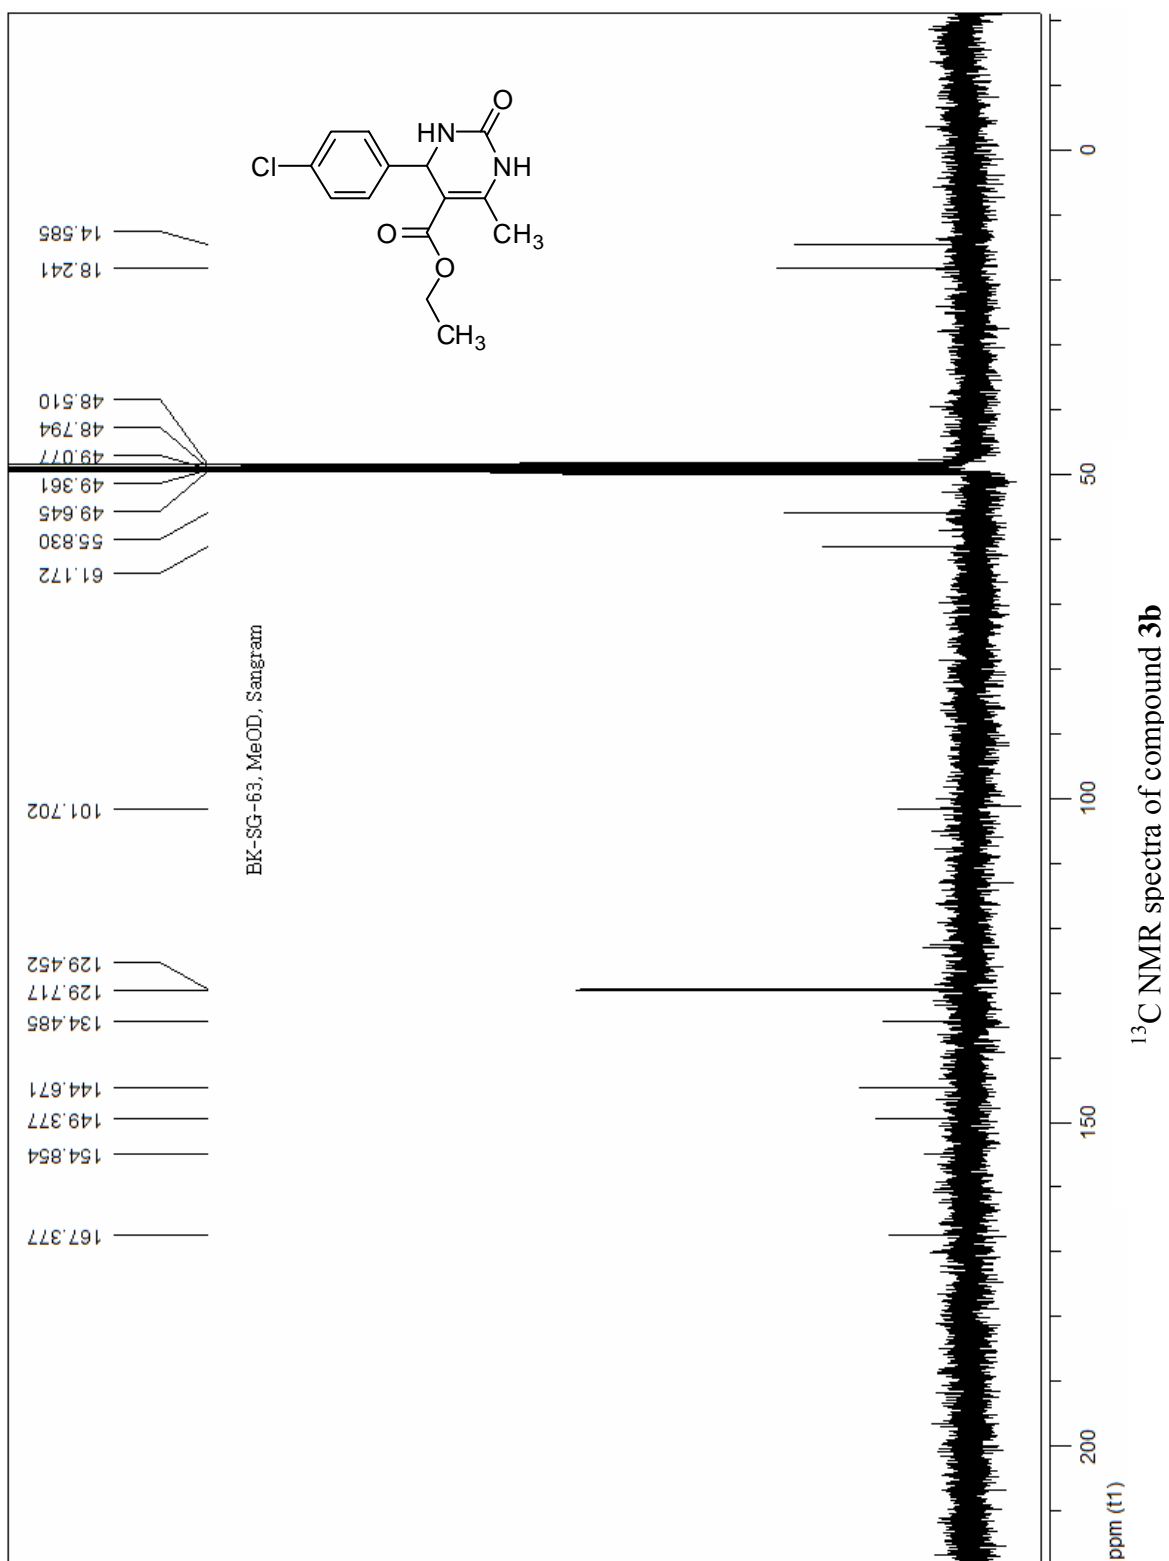 O
HN
Cl
NH
O
CH₃
O
CH₃
14.585
18.241
48.510
48.794
49.077
49.361
49.645
55.830
61.172
101.702
129.452
129.717
134.485
144.671
149.377
154.854
167.377
BK-SG-63, MeOD, Sangram
0
50
100
150
200
ppm (t1)
¹³C NMR spectra of compound 3b